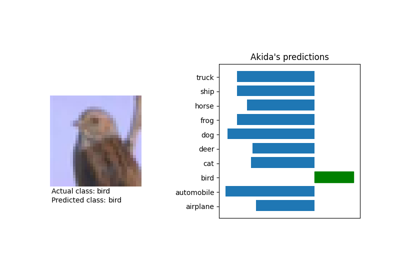 Akida's predictions
truck
ship
horse
frog
dog
deer
cat
bird
automobile
airplane
Actual class: bird
Predicted class: bird